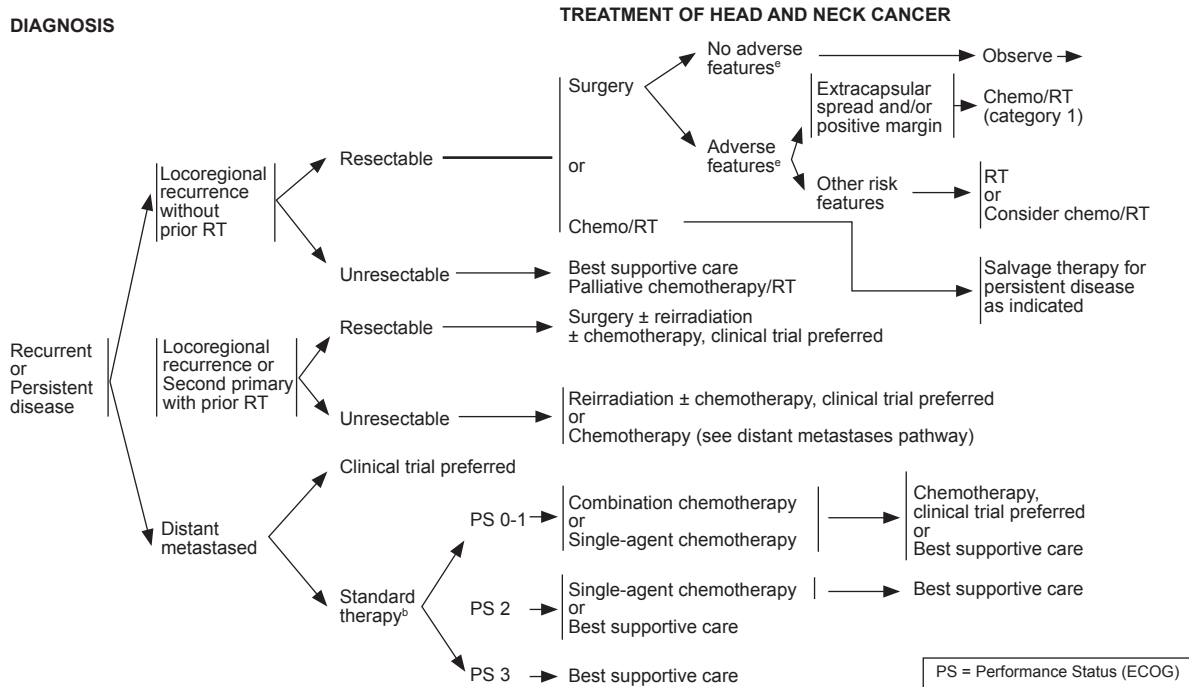 DIAGNOSIS
TREATMENT OF HEAD AND NECK CANCER
Recurrent
or
Persistent
disease
Locoregional
recurrence
without
prior RT
Resectable
Surgery
or
Chemo/RT
No adverse
featuresᵉ
Observe
Adverse
featuresᵉ
Extracapsular
spread and/or
positive margin
Chemo/RT
(category 1)
Other risk
features
RT
or
Consider chemo/RT
Salvage therapy for
persistent disease
as indicated
Unresectable
Best supportive care
Palliative chemotherapy/RT
Locoregional
recurrence or
Second primary
with prior RT
Resectable
Surgery ± reirradiation
± chemotherapy, clinical trial preferred
Unresectable
Reirradiation ± chemotherapy, clinical trial preferred
or
Chemotherapy (see distant metastases pathway)
Distant
metastased
Clinical trial preferred
Standard
therapyᵇ
PS 0-1
Combination chemotherapy
or
Single-agent chemotherapy
Chemotherapy,
clinical trial preferred
or
Best supportive care
PS 2
Single-agent chemotherapy
or
Best supportive care
Best supportive care
PS 3
Best supportive care
PS = Performance Status (ECOG)